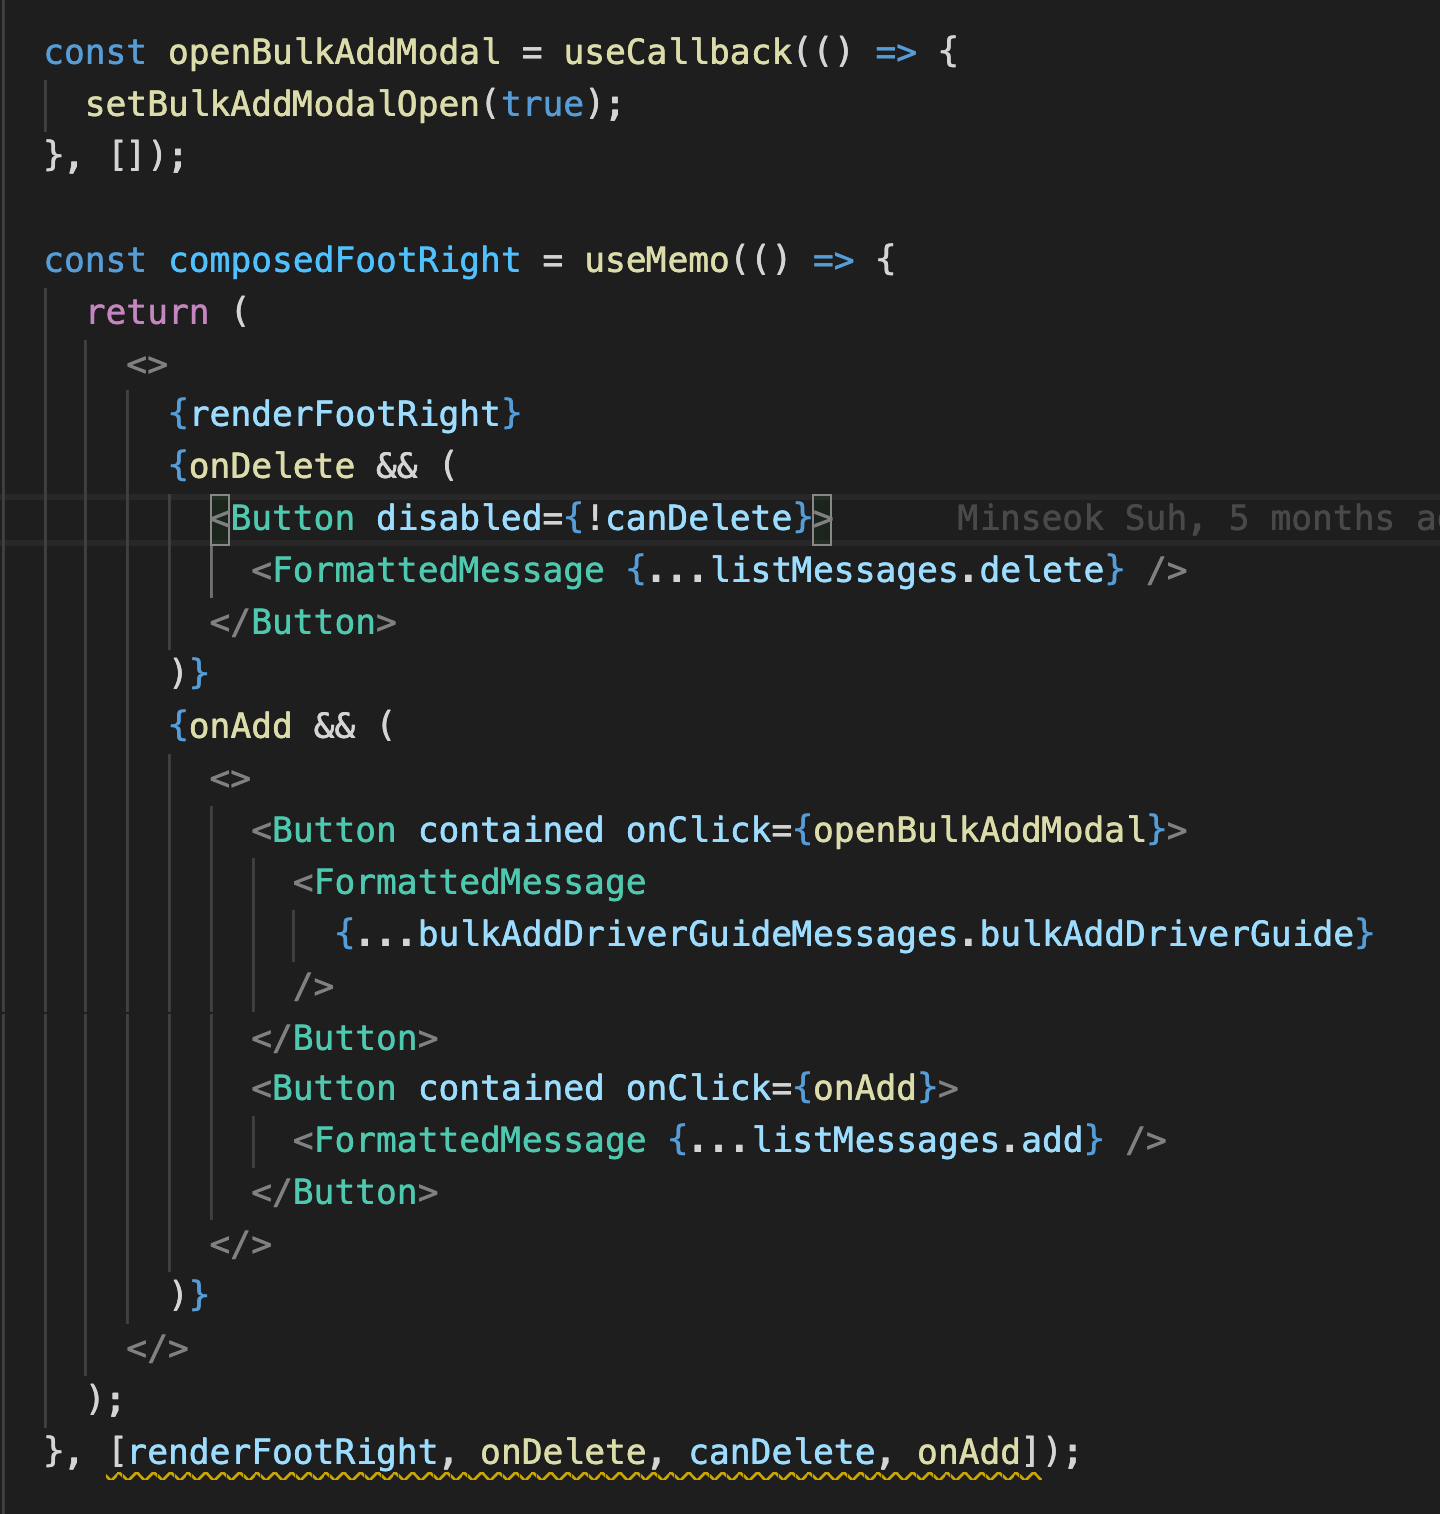 const openBulkAddModal = useCallback(() => {
setBulkAddModalOpen(true);
}, []);
const composedFootRight = useMemo(() => {
return (
<>
{renderFootRight}
{onDelete && (
<Button disabled={!canDelete}> Minseok Suh, 5 months
<FormattedMessage {...listMessages.delete} />
</Button>
)}
{onAdd && (
<>
<Button contained onClick={openBulkAddModal}>
<FormattedMessage
{...bulkAddDriverGuideMessages.bulkAddDriverGuide}
/>
</Button>
<Button contained onClick={onAdd}>
<FormattedMessage {...listMessages.add} />
</Button>
</>
)}
</>
);
}, [renderFootRight, onDelete, canDelete, onAdd]);